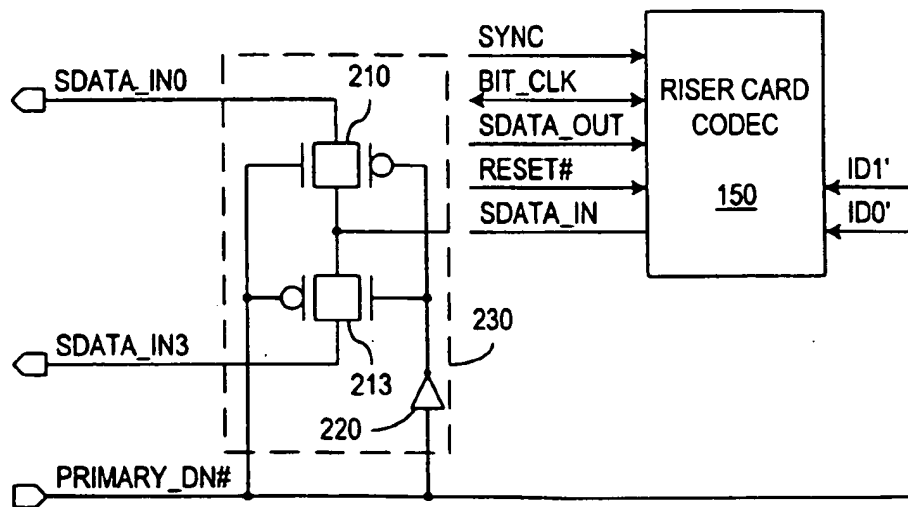 SYNC
SDATA_IN0
210
BIT_CLK
RISER CARD
CODEC
SDATA_OUT
RESET#
150
ID1'
SDATA_IN
ID0'
SDATA_IN3
230
213
220
PRIMARY_DN#